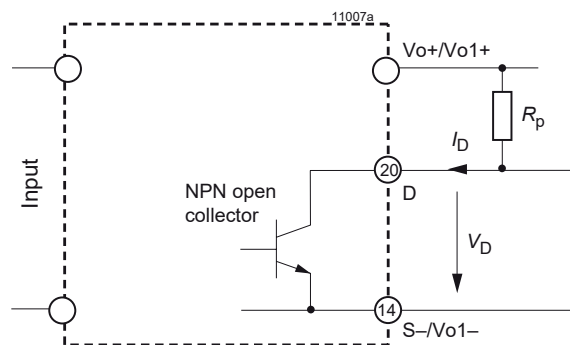 11007a
Vo+/Vo1+
Rp
ID
Input
20
D
NPN open
collector
VD
14
S–/Vo1–